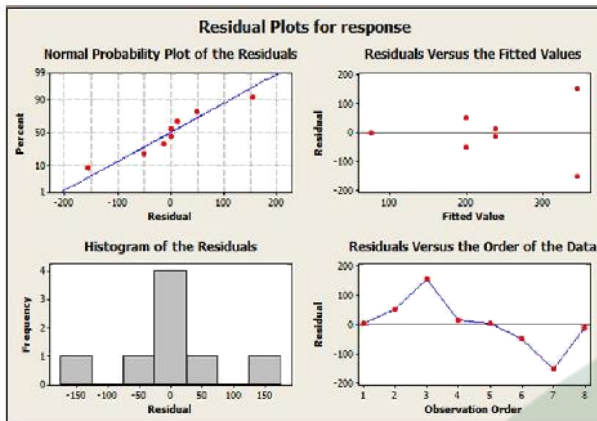 Residual Plots for response
Normal Probability Plot of the Residuals
99
90
50
10
1
Percent
-200 -100 0 100 200
Residual
Residuals Versus the Fitted Values
200
100
0
-100
-200
Residual
100 200 300
Fitted Value
Histogram of the Residuals
4
3
2
1
0
Frequency
-150 -100 -50 0 50 100 150
Residual
Residuals Versus the Order of the Data
200
100
0
-100
-200
Residual
1 2 3 4 5 6 7 8
Observation Order